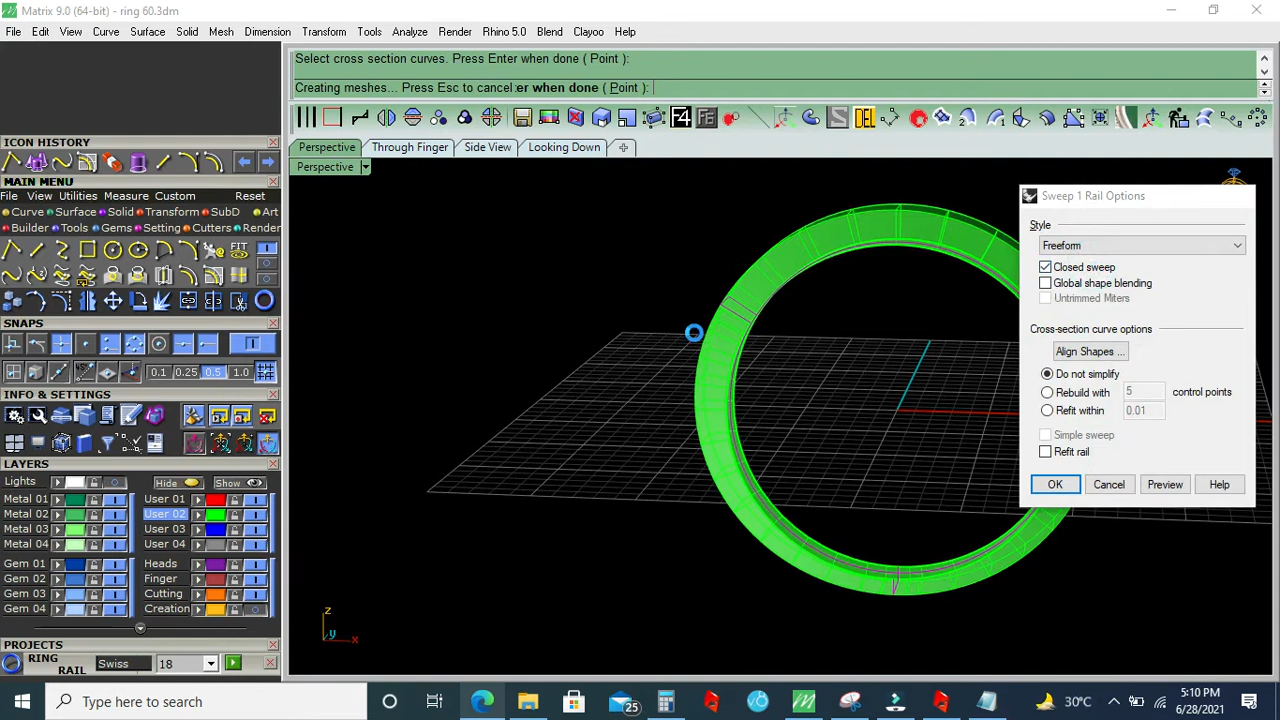 Matrix 9.0 (64-bit) - ring 60.3dm
File Edit View Curve Surface Solid Mesh Dimension Transform Tools Analyze Render Rhino 5.0 Blend Clayoo Help
Select cross section curves. Press Enter when done ( Point ):
Creating meshes... Press Esc to cancel:er when done ( Point ):
F4 F6 DEL
Perspective Through Finger Side View Looking Down
Perspective
ICON HISTORY
MAIN MENU
File View Utilities Measure Custom Reset
Curve Surface Solid Transform SubD Art
Builder Tools Gems Setting Cutters Render
FIT
SNAPS
0.1 0.25 0.5 1.0
INFO & SETTINGS
LAYERS
Lights Hide Show
Metal 01 User 01
Metal 02 User 02
Metal 03 User 03
Metal 04 User 04
Gem 01 Heads
Gem 02 Finger
Gem 03 Cutting
Gem 04 Creation
PROJECTS
RING RAIL Swiss 18
Sweep 1 Rail Options
Style
Freeform
Closed sweep
Global shape blending
Untrimmed Miters
Cross-section curve options
Align Shapes ...
Do not simplify
Rebuild with 5 control points
Refit within 0.01
Simple sweep
Refit rail
OK Cancel Preview Help
z
y x
Type here to search
25
30°C
5:10 PM
6/28/2021